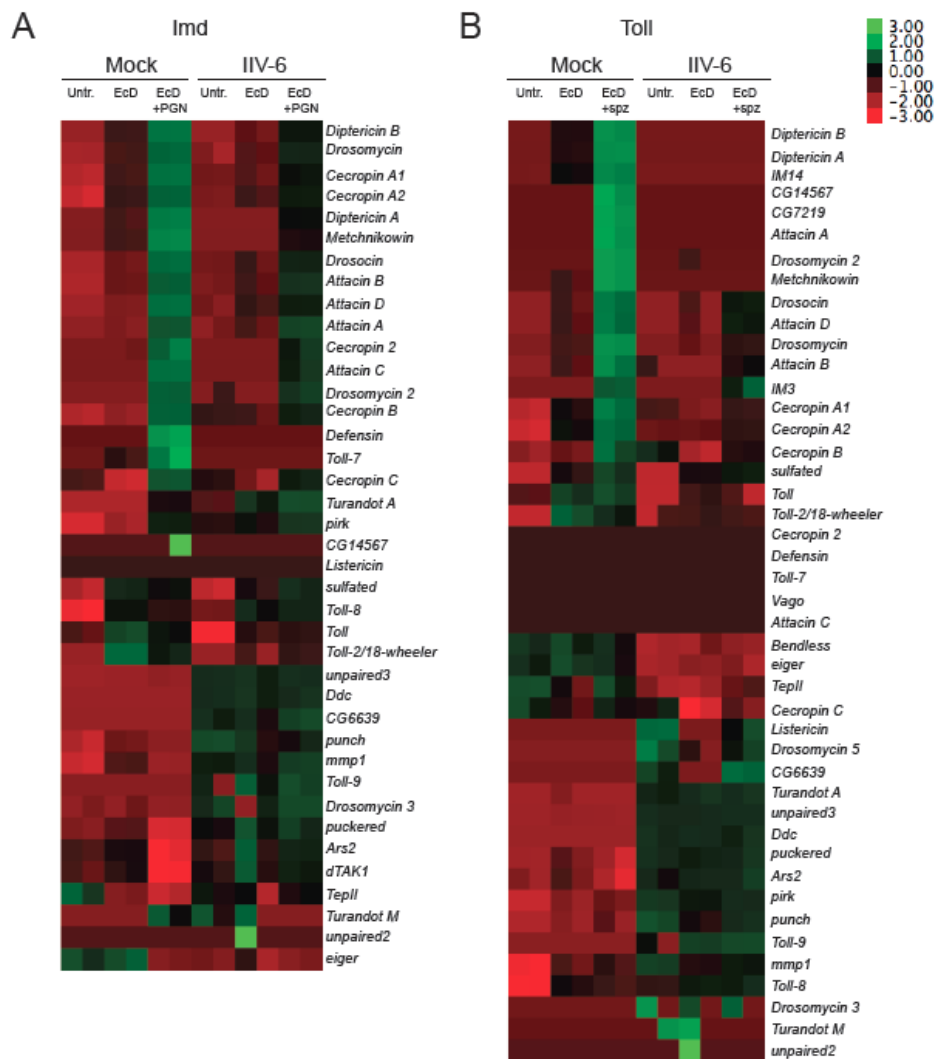 A
Imd
B
Toll
3.00
2.00
1.00
0.00
-1.00
-2.00
-3.00
Mock
IIV-6
Untr.
EcD
EcD
+PGN
Untr.
EcD
EcD
+PGN
Diptericin B
Drosomycin
Cecropin A1
Cecropin A2
Diptericin A
Metchnikowin
Drosocin
Attacin B
Attacin D
Attacin A
Cecropin 2
Attacin C
Drosomycin 2
Cecropin B
Defensin
Toll-7
Cecropin C
Turandot A
pirk
CG14567
Listericin
sulfated
Toll-8
Toll
Toll-2/18-wheeler
unpaired3
Ddc
CG6639
punch
mmp1
Toll-9
Drosomycin 3
puckered
Ars2
dTAK1
TepII
Turandot M
unpaired2
eiger
Mock
IIV-6
Untr.
EcD
EcD
+spz
Untr.
EcD
EcD
+spz
Diptericin B
Diptericin A
IM14
CG14567
CG7219
Attacin A
Drosomycin 2
Metchnikowin
Drosocin
Attacin D
Drosomycin
Attacin B
IM3
Cecropin A1
Cecropin A2
Cecropin B
sulfated
Toll
Toll-2/18-wheeler
Cecropin 2
Defensin
Toll-7
Vago
Attacin C
Bendless
eiger
TepII
Cecropin C
Listericin
Drosomycin 5
CG6639
Turandot A
unpaired3
Ddc
puckered
Ars2
pirk
punch
Toll-9
mmp1
Toll-8
Drosomycin 3
Turandot M
unpaired2